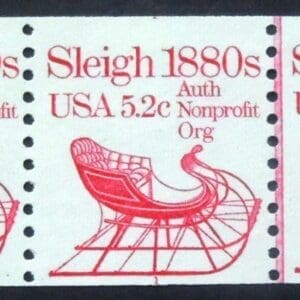 Sleigh 1880s
USA 5.2c Auth
Nonprofit
Org